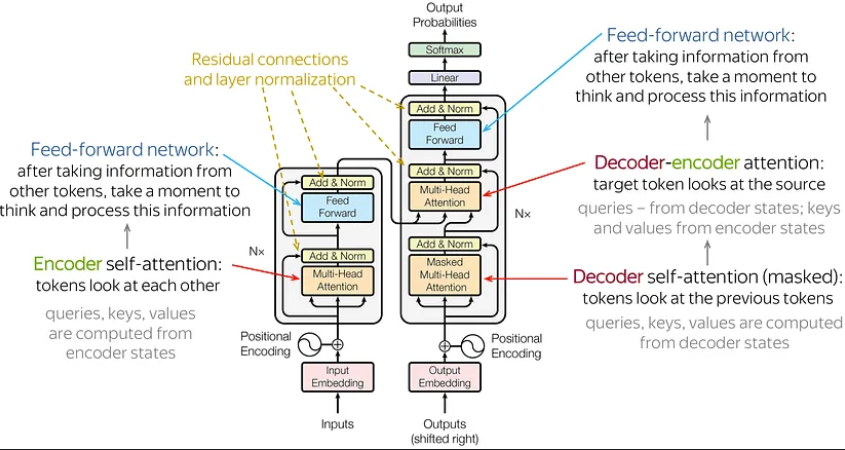 Output
Probabilities
Softmax
Linear
Add & Norm
Feed
Forward
Add & Norm
Multi-Head
Attention
Add & Norm
Masked
Multi-Head
Attention
Nx
Positional
Encoding
Output
Embedding
Outputs
(shifted right)
Add & Norm
Feed
Forward
Add & Norm
Multi-Head
Attention
Nx
Positional
Encoding
Input
Embedding
Inputs
Residual connections
and layer normalization
Feed-forward network:
after taking information from
other tokens, take a moment to
think and process this information
Encoder self-attention:
tokens look at each other
queries, keys, values
are computed from
encoder states
Feed-forward network:
after taking information from
other tokens, take a moment to
think and process this information
Decoder-encoder attention:
target token looks at the source
queries – from decoder states; keys
and values from encoder states
Decoder self-attention (masked):
tokens look at the previous tokens
queries, keys, values are computed
from decoder states